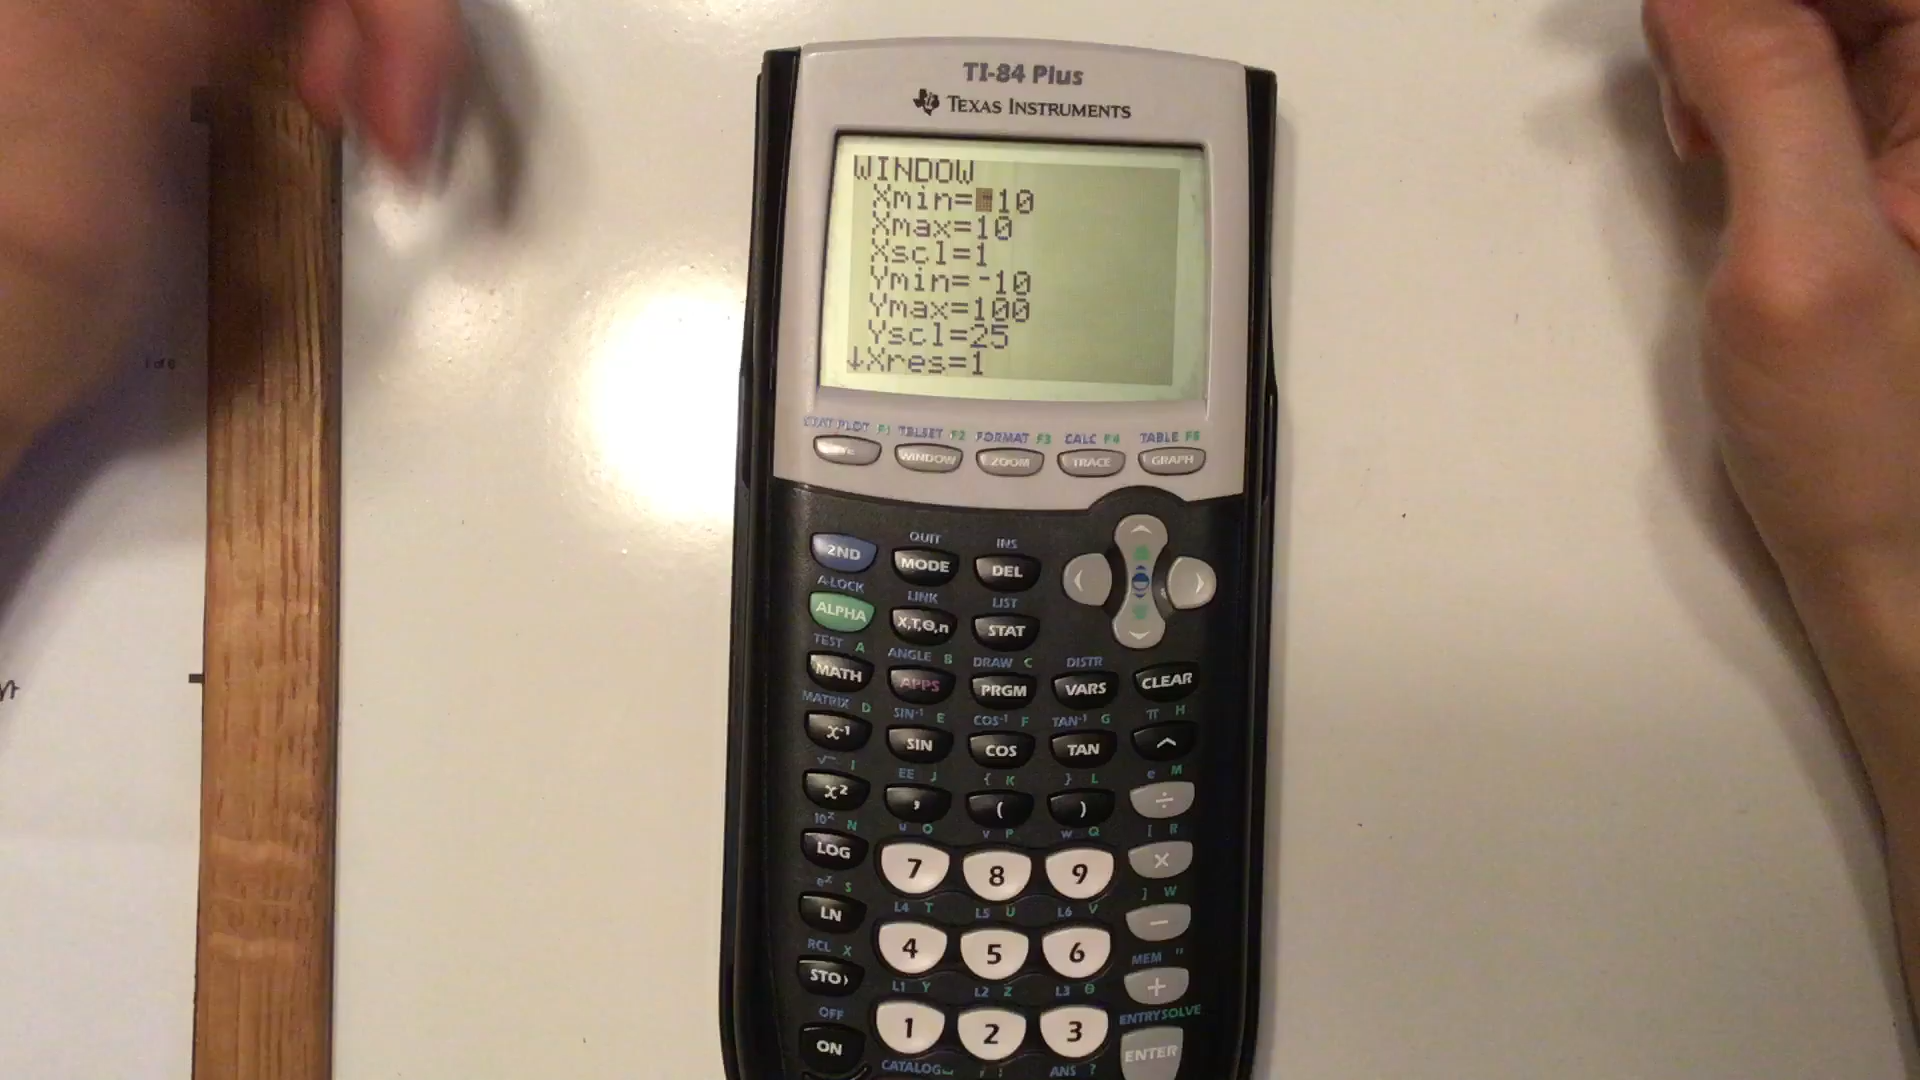 TI-84 Plus
TEXAS INSTRUMENTS
WINDOW
Xmin=-10
Xmax=10
Xscl=1
Ymin=-10
Ymax=100
Yscl=25
↓Xres=1
STAT PLOT F1 TBLSET F2 FORMAT F3 CALC F4 TABLE F5
WINDOW ZOOM TRACE GRAPH
QUIT INS
2ND MODE DEL
A-LOCK LINK LIST
ALPHA X,T,Θ,n STAT
TEST A ANGLE B DRAW C DISTR
MATH APPS PRGM VARS CLEAR
MATRIX D SIN⁻¹ E COS⁻¹ F TAN⁻¹ G π H
x⁻¹ SIN COS TAN ^
√ I EE J { K } L e M
x² , ( ) ÷
10ˣ N u O v P w Q [ R
LOG 7 8 9 ×
eˣ S L4 T L5 U L6 V ] W
LN 4 5 6 −
RCL X L1 Y L2 Z L3 Θ MEM "
STO› 1 2 3 +
OFF ENTRY SOLVE
ON ENTER
CATALOG ANS ?
1 of 6